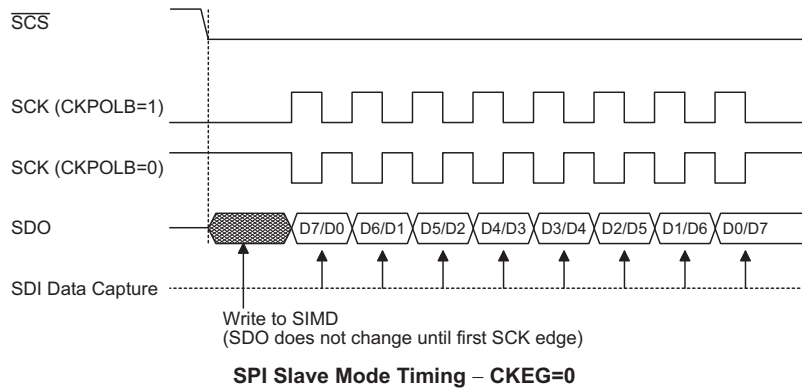 SCS
SCK (CKPOLB=1)
SCK (CKPOLB=0)
SDO D7/D0 D6/D1 D5/D2 D4/D3 D3/D4 D2/D5 D1/D6 D0/D7
SDI Data Capture
Write to SIMD
(SDO does not change until first SCK edge)
SPI Slave Mode Timing – CKEG=0